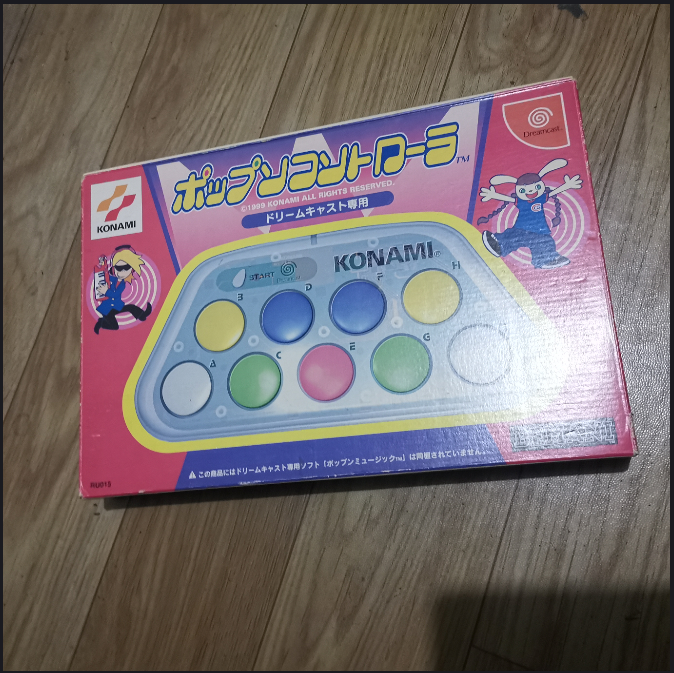 Dreamcast™
ポップンコントローラ™
©1999 KONAMI ALL RIGHTS RESERVED.
ドリームキャスト専用
KONAMI
KONAMI®
START
B
D
F
H
A
C
E
G
⚠この商品にはドリームキャスト専用ソフト「ポップンミュージック™」は同梱されていません。
RU013